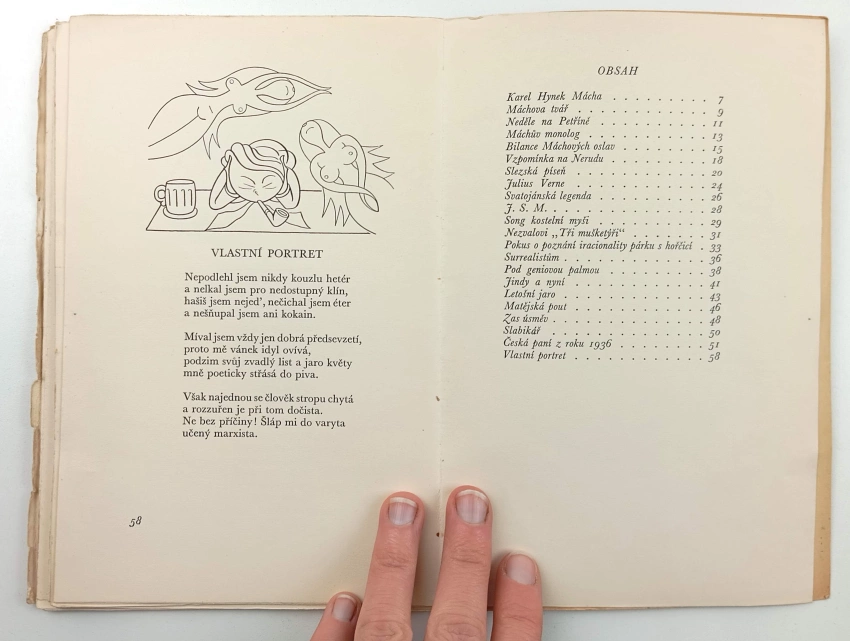 VLASTNÍ PORTRET
Nepodlehl jsem nikdy kouzlu hetér
a nelkal jsem pro nedostupný klín,
hašiš jsem nejed', nečichal jsem éter
a nešňupal jsem ani kokain.
Míval jsem vždy jen dobrá předsevzetí,
proto mě vánek idyl ovívá,
podzim svůj zvadlý list a jaro květy
mně poeticky střásá do piva.
Však najednou se člověk stropu chytá
a rozzuřen je při tom dočista.
Ne bez příčiny! Šláp mi do varyta
učený marxista.
58
OBSAH
Karel Hynek Mácha . . . . . . . . . . 7
Máchova tvář . . . . . . . . . . . . 9
Neděle na Petříně . . . . . . . . . . 11
Máchův monolog . . . . . . . . . . 13
Bilance Máchových oslav . . . . . . . . 15
Vzpomínka na Nerudu . . . . . . . . 18
Slezská píseň . . . . . . . . . . . . 20
Julius Verne . . . . . . . . . . . . 24
Svatojánská legenda . . . . . . . . . . 26
J. S. M. . . . . . . . . . . . . . 28
Song kostelní myši . . . . . . . . . . 29
Nezvalovi „Tři mušketýři“ . . . . . . . 31
Pokus o poznání iracionality párku s hořčicí . 33
Surrealistům . . . . . . . . . . . . 36
Pod geniovou palmou . . . . . . . . . 38
Jindy a nyní . . . . . . . . . . . . 41
Letošní jaro . . . . . . . . . . . . 43
Matějská pout . . . . . . . . . . . 46
Zas úsměv . . . . . . . . . . . . . 48
Slabikář . . . . . . . . . . . . . 50
Česká paní z roku 1936 . . . . . . . . 51
Vlastní portret . . . . . . . . . . . 58